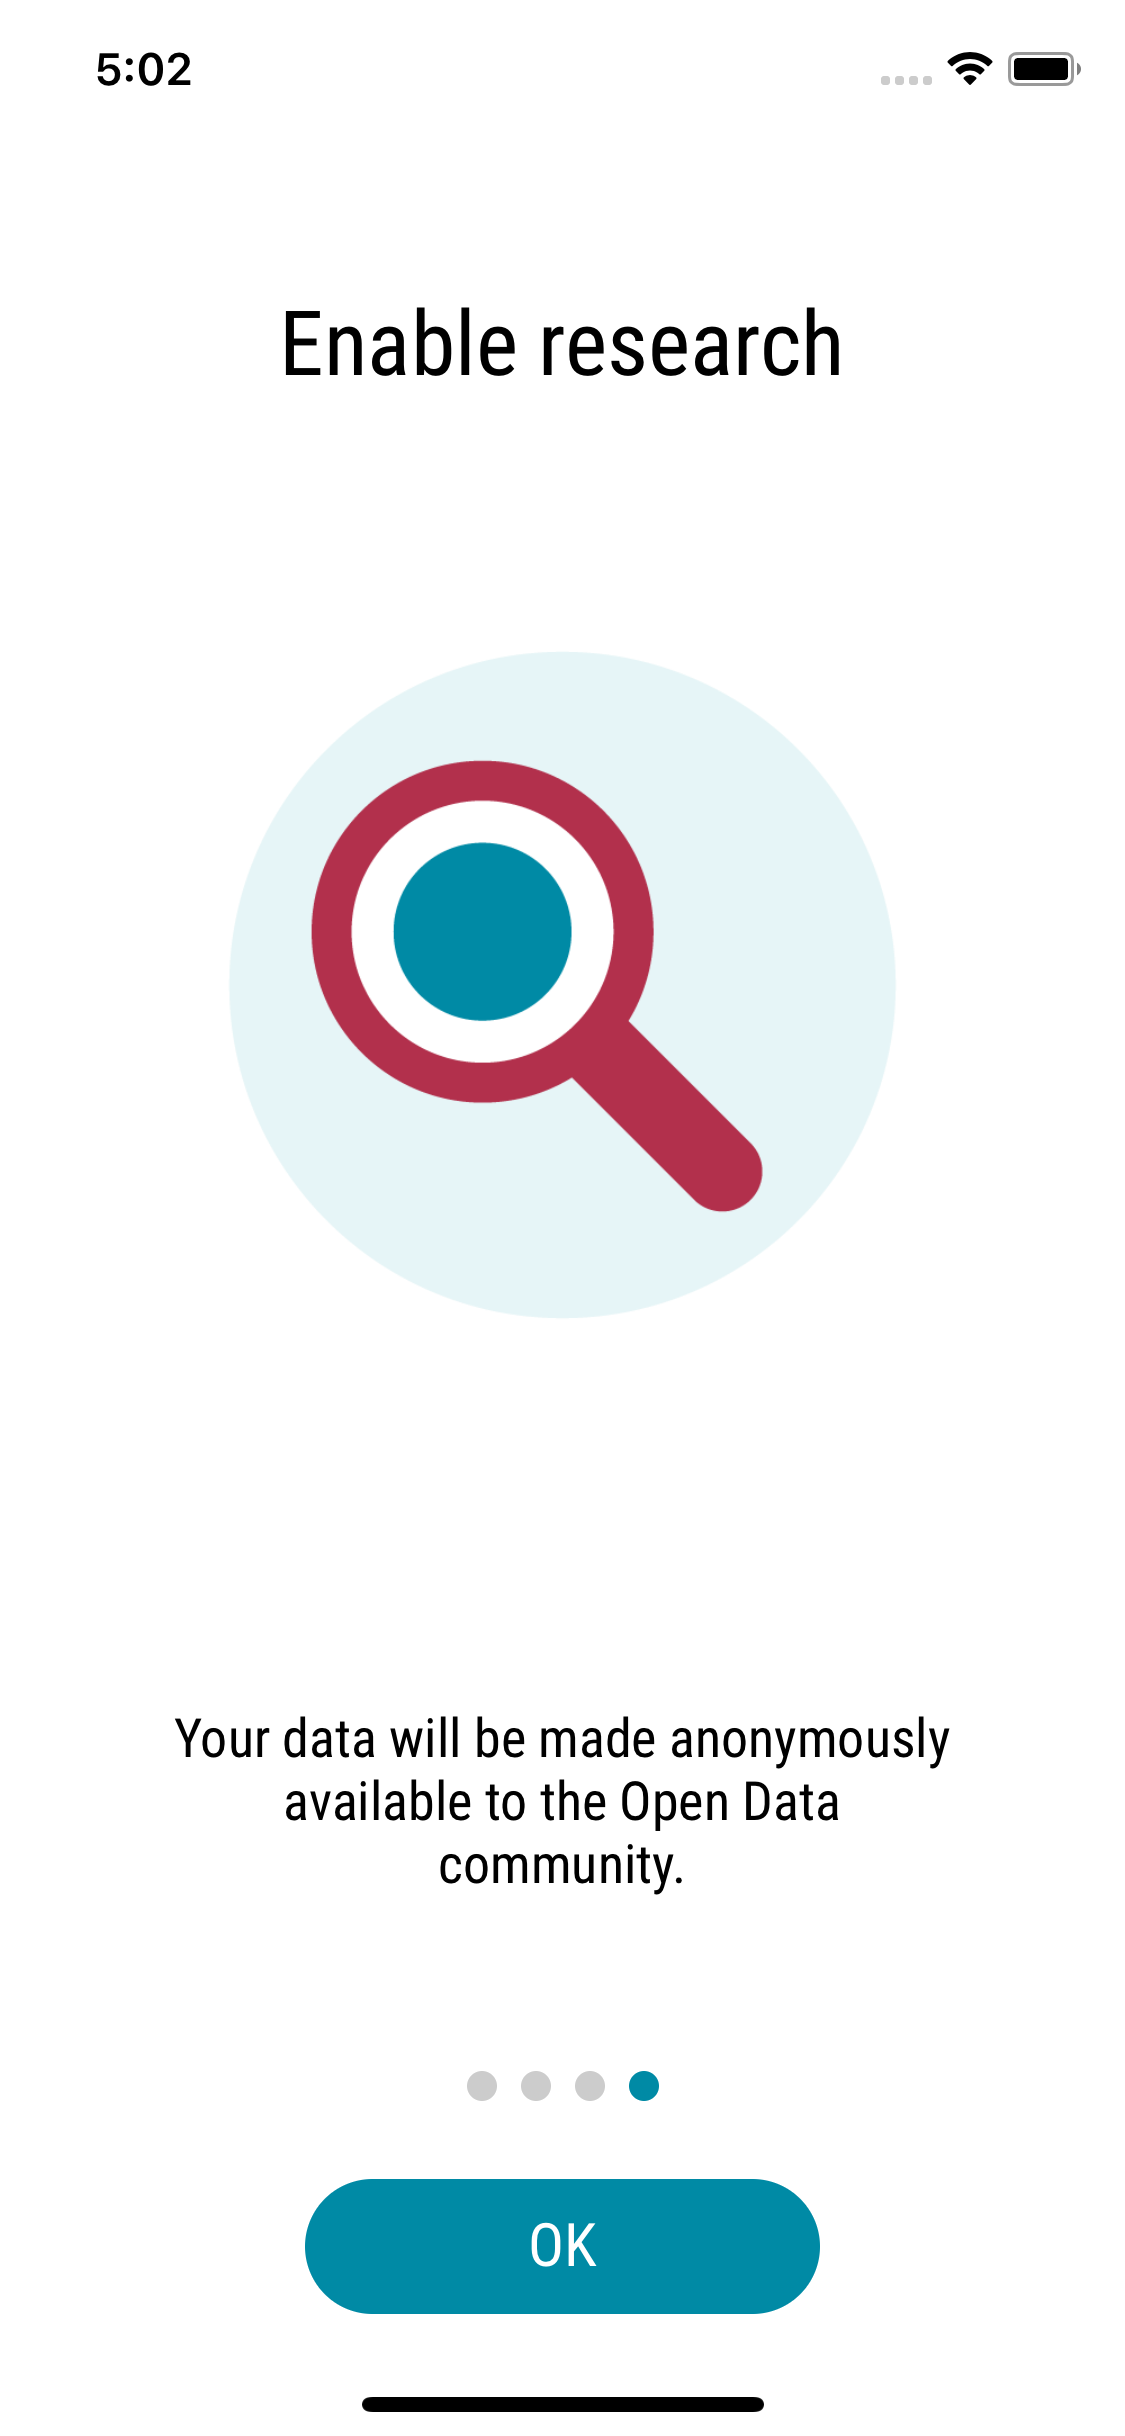 5:02
Enable research
Your data will be made anonymously
available to the Open Data
community.
OK